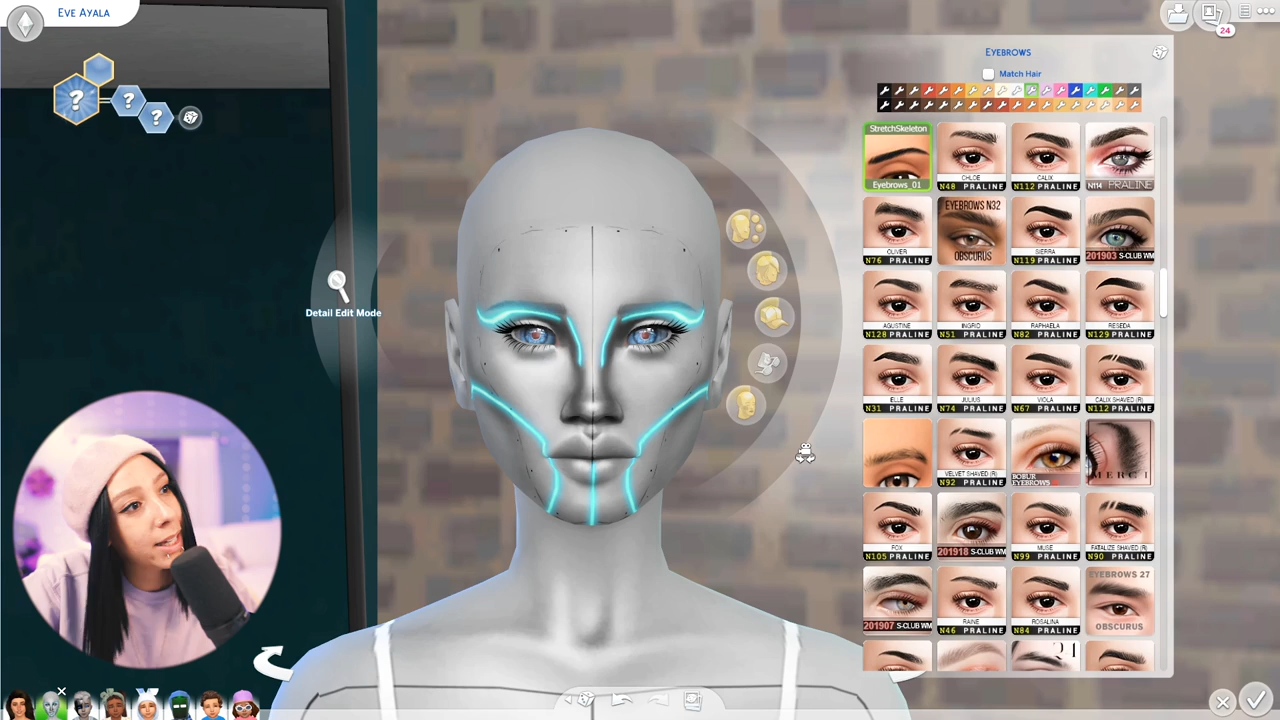 EVE AYALA
24
EYEBROWS
Match Hair
StretchSkeleton
Eyebrows_01
CHLOE
N48 PRALINE
CALIX
N112 PRALINE
N114 PRALINE
OLIVER
N76 PRALINE
EYEBROWS N32
OBSCURUS
SIERRA
N119 PRALINE
201903 S-CLUB WM
Detail Edit Mode
AGUSTINE
N128 PRALINE
INGRID
N51 PRALINE
RAPHAELA
N82 PRALINE
RESEDA
N129 PRALINE
ELLE
N31 PRALINE
JULIUS
N74 PRALINE
VIOLA
N67 PRALINE
CALIX SHAVED (R)
N112 PRALINE
VELVET SHAVED (R)
N92 PRALINE
BOBUR
EYEBROWS
MERCI
FOX
N105 PRALINE
201918 S-CLUB WM
MUSE
N99 PRALINE
FATALIZE SHAVED (R)
N90 PRALINE
201907 S-CLUB WM
RAINE
N46 PRALINE
ROSALINA
N84 PRALINE
EYEBROWS 27
OBSCURUS